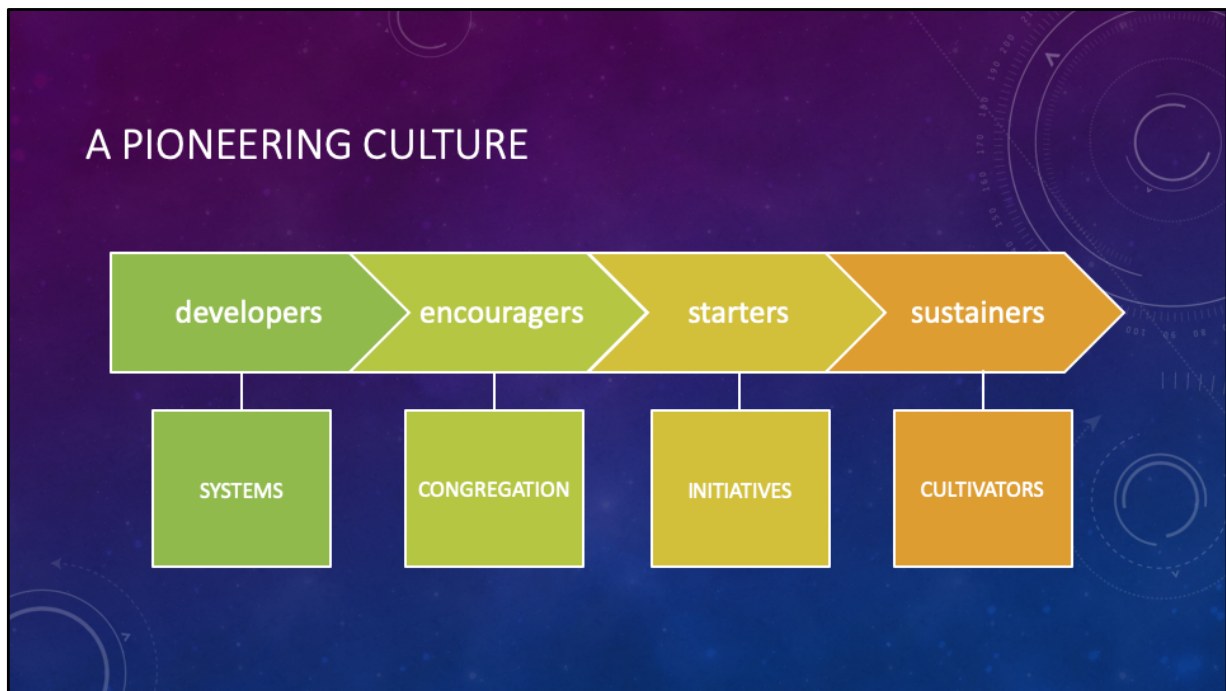 A PIONEERING CULTURE
developers encouragers starters sustainers
SYSTEMS CONGREGATION INITIATIVES CULTIVATORS